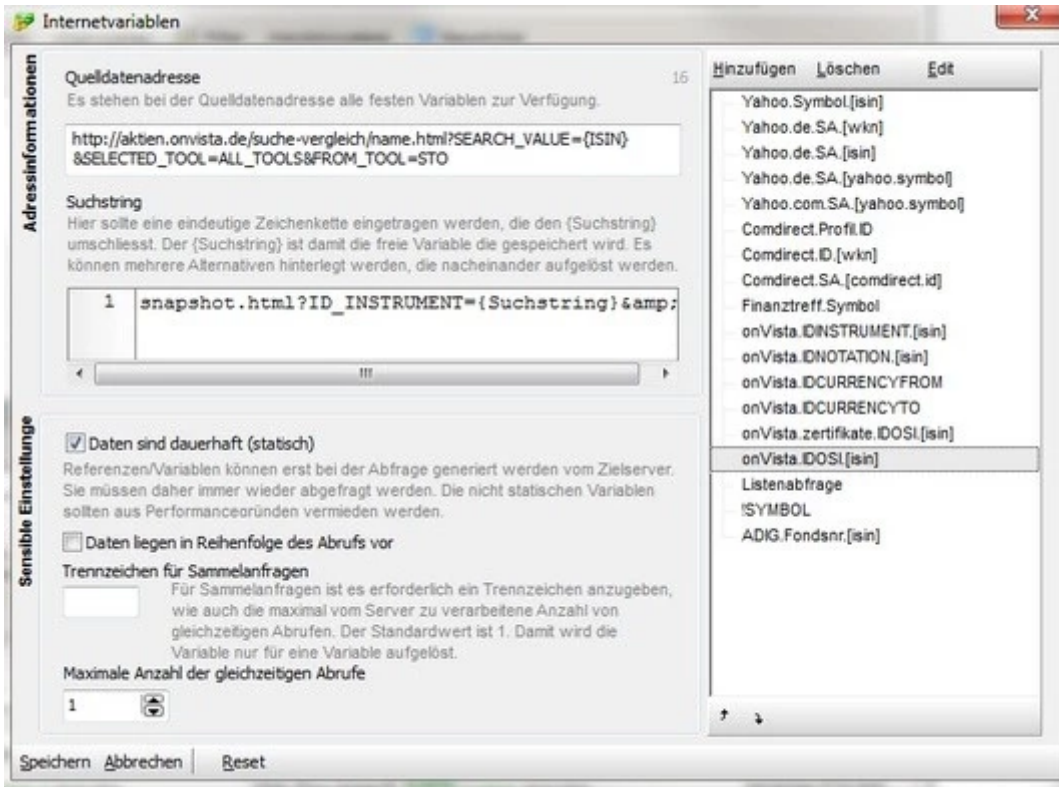 Internetvariablen
Adressinformationen
Quelldatenadresse
16
Es stehen bei der Quelldatenadresse alle festen Variablen zur Verfügung.
http://aktien.onvista.de/suche-vergleich/name.html?SEARCH_VALUE={ISIN}
&SELECTED_TOOL=ALL_TOOLS&FROM_TOOL=STO
Suchstring
Hier sollte eine eindeutige Zeichenkette eingetragen werden, die den {Suchstring}
umschliesst. Der {Suchstring} ist damit die freie Variable die gespeichert wird. Es
können mehrere Alternativen hinterlegt werden, die nacheinander aufgelöst werden.
1 snapshot.html?ID_INSTRUMENT={Suchstring}&amp;
Sensible Einstellunge
Daten sind dauerhaft (statisch)
Referenzen/Variablen können erst bei der Abfrage generiert werden vom Zielserver.
Sie müssen daher immer wieder abgefragt werden. Die nicht statischen Variablen
sollten aus Performancegründen vermieden werden.
Daten liegen in Reihenfolge des Abrufs vor
Trennzeichen für Sammelanfragen
Für Sammelanfragen ist es erforderlich ein Trennzeichen anzugeben,
wie auch die maximal vom Server zu verarbeitene Anzahl von
gleichzeitigen Abrufen. Der Standardwert ist 1. Damit wird die
Variable nur für eine Variable aufgelöst.
Maximale Anzahl der gleichzeitigen Abrufe
1
Hinzufügen Löschen Edit
Yahoo.Symbol.[isin]
Yahoo.de.SA.[wkn]
Yahoo.de.SA.[isin]
Yahoo.de.SA.[yahoo.symbol]
Yahoo.com.SA.[yahoo.symbol]
Comdirect.Profil.ID
Comdirect.ID.[wkn]
Comdirect.SA.[comdirect.id]
Finanztreff.Symbol
onVista.IDINSTRUMENT.[isin]
onVista.IDNOTATION.[isin]
onVista.IDCURRENCYFROM
onVista.IDCURRENCYTO
onVista.zertifikate.IDOSI.[isin]
onVista.IDOSI.[isin]
Listenabfrage
!SYMBOL
ADIG.Fondsnr.[isin]
Speichern Abbrechen Reset